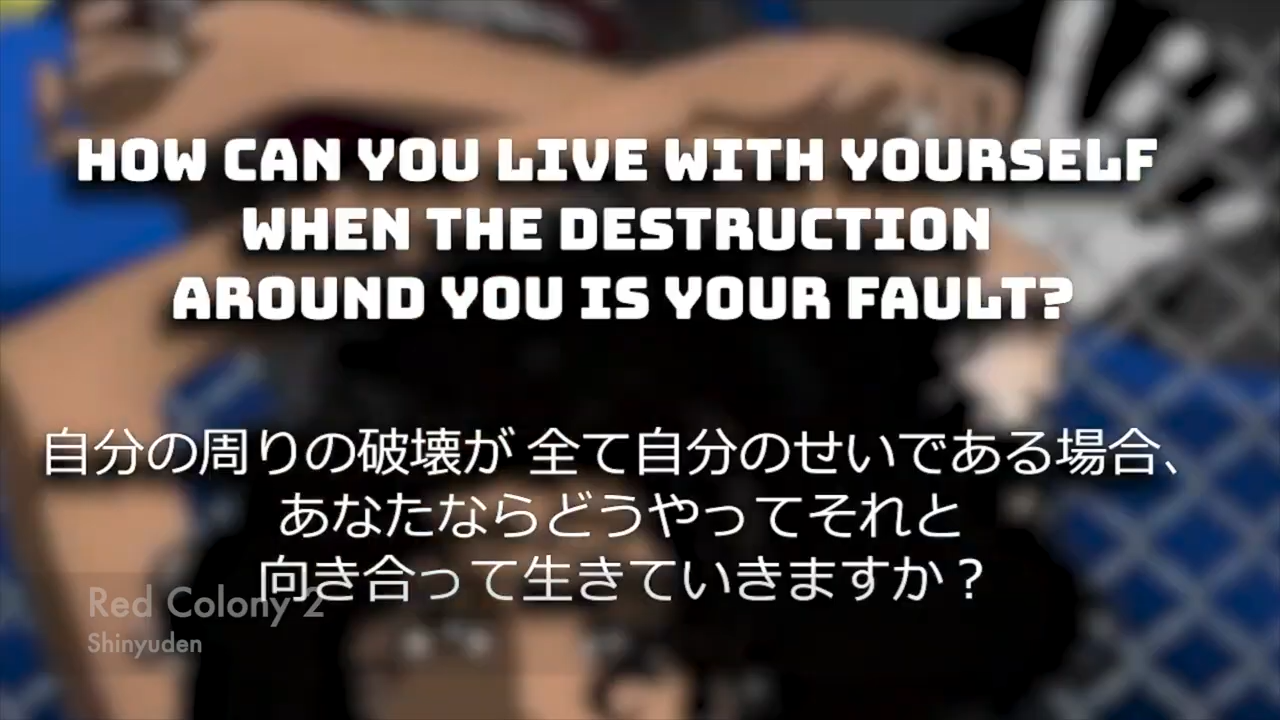 HOW CAN YOU LIVE WITH YOURSELF
WHEN THE DESTRUCTION
AROUND YOU IS YOUR FAULT?
自分の周りの破壊が 全て自分のせいである場合、
あなたならどうやってそれと
向き合って生きていきますか？
Red Colony 2
Shinyuden